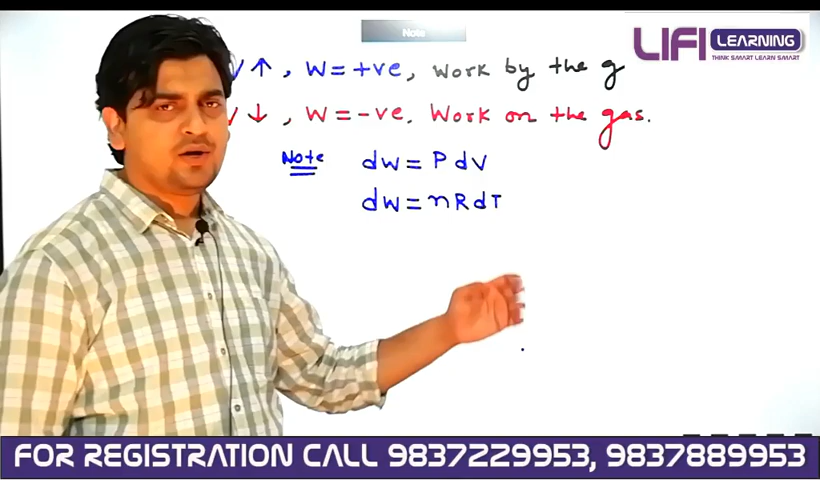 Note
LIFI LEARNING
THINK SMART LEARN SMART
V ↑ , W = +ve, Work by the g
V ↓ , W = -ve. Work on the gas.
Note dW = P dV
dW = nRdT
FOR REGISTRATION CALL 9837229953, 9837889953